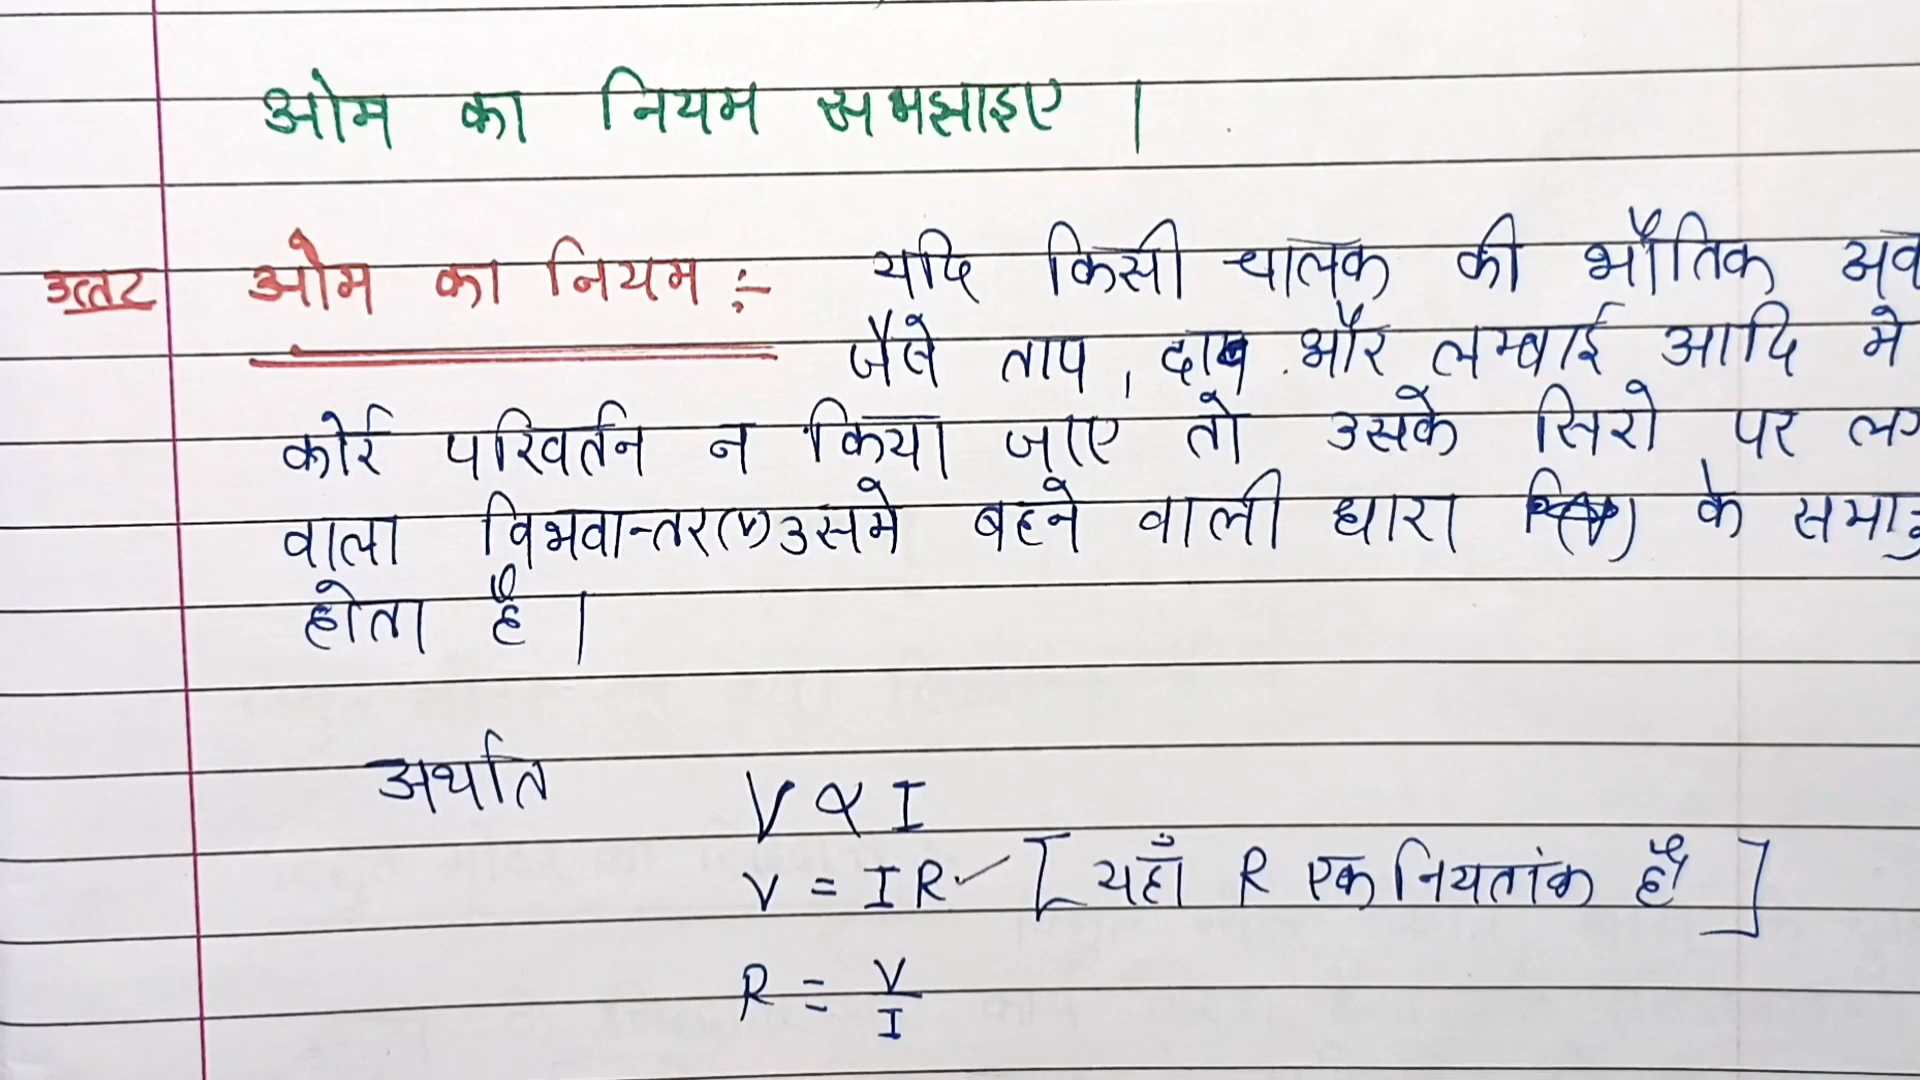 ओम का नियम समझाइए |
उत्तर ओम का नियम :- यदि किसी चालक की भौतिक अव
जैसे ताप, दाब और लम्बाई आदि मे
कोई परिवर्तन न किया जाए तो उसके सिरो पर लग
वाला विभवान्तर(V) उसमे बहने वाली धारा के समानु
होता है |
अर्थात V ∝ I
V = IR ✓ [ यहाँ R एक नियतांक है ]
R = V/I